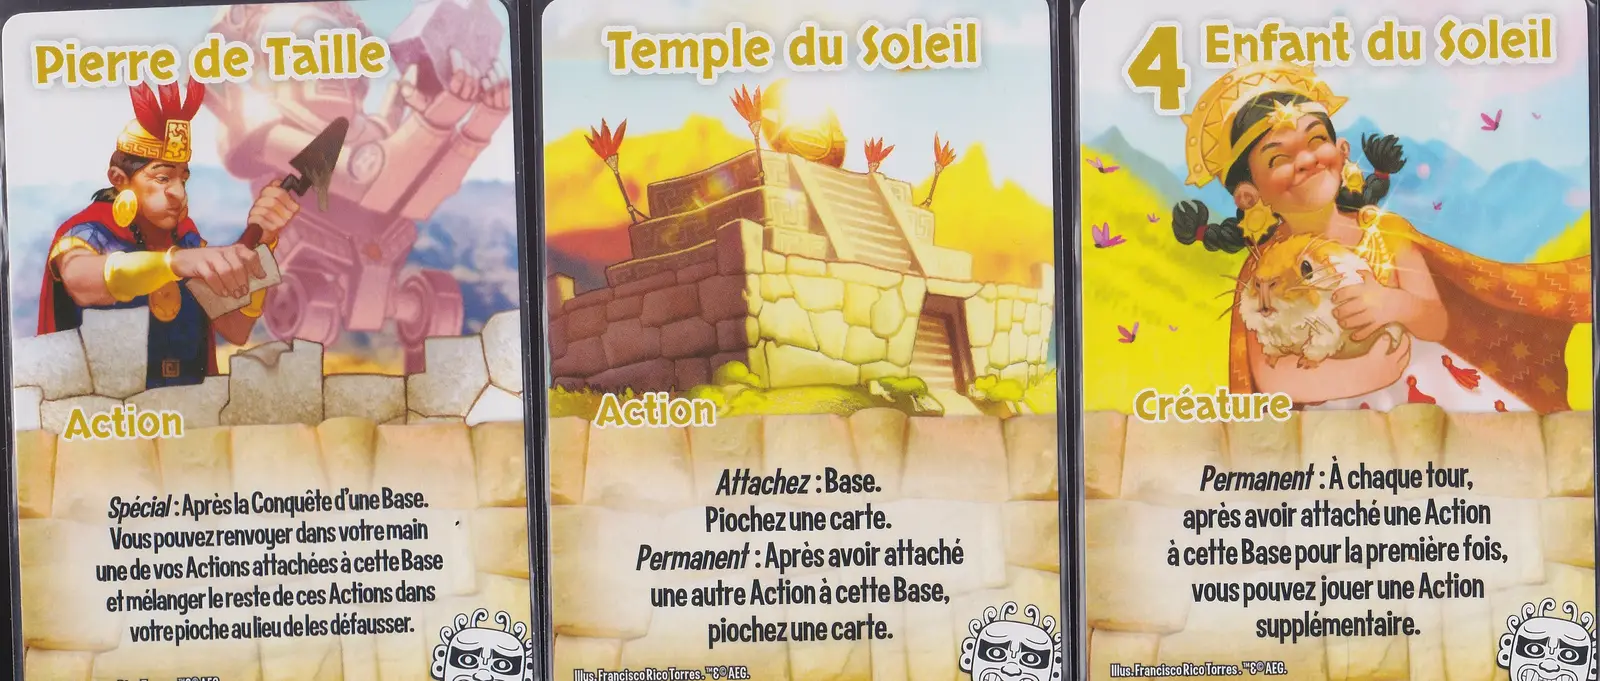 Pierre de Taille
Action
Spécial : Après la Conquête d'une Base.
Vous pouvez renvoyer dans votre main
une de vos Actions attachées à cette Base
et mélanger le reste de ces Actions dans
votre pioche au lieu de les défausser.
Temple du Soleil
Action
Attachez : Base.
Piochez une carte.
Permanent : Après avoir attaché
une autre Action à cette Base,
piochez une carte.
Illus. Francisco Rico Torres. ™&© AEG.
4 Enfant du Soleil
Créature
Permanent : À chaque tour,
après avoir attaché une Action
à cette Base pour la première fois,
vous pouvez jouer une Action
supplémentaire.
Illus. Francisco Rico Torres. ™&© AEG.